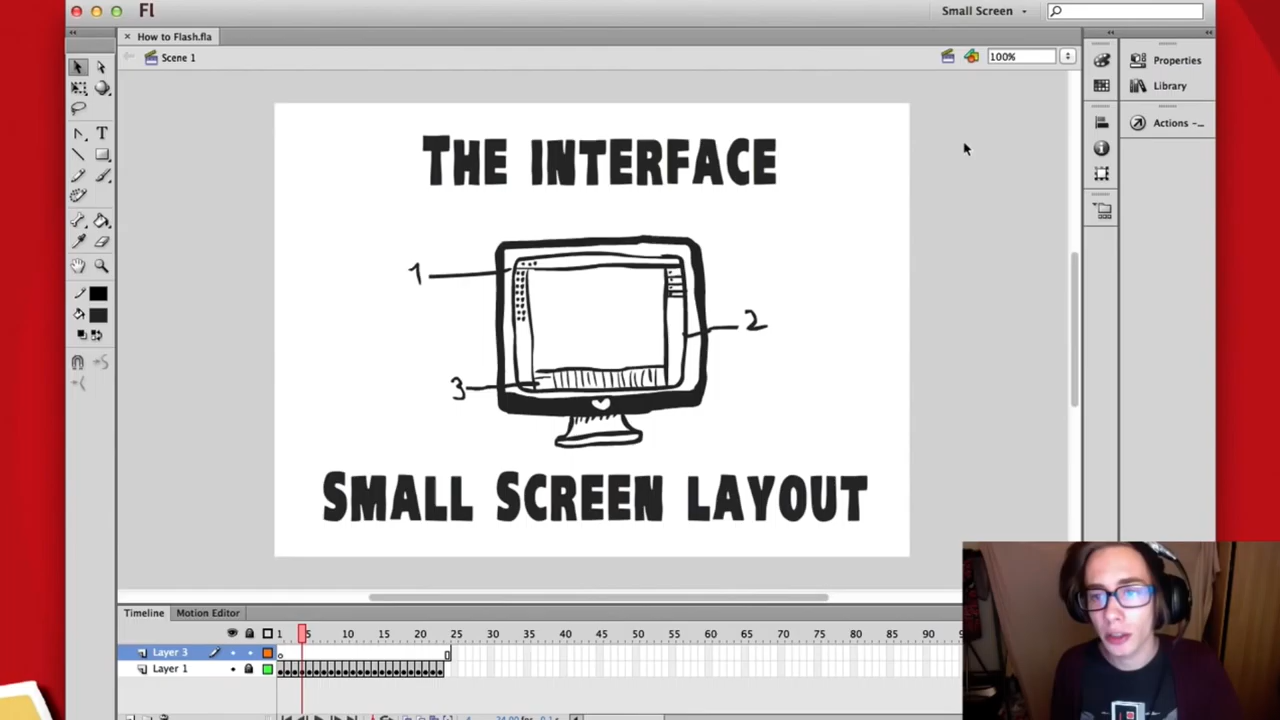 Fl
Small Screen
How to Flash.fla
Scene 1
100%
Properties
Library
Actions -...
T
THE INTERFACE
1
2
3
SMALL SCREEN LAYOUT
Timeline
Motion Editor
1 5 10 15 20 25 30 35 40 45 50 55 60 65 70 75 80 85 90
Layer 3
Layer 1